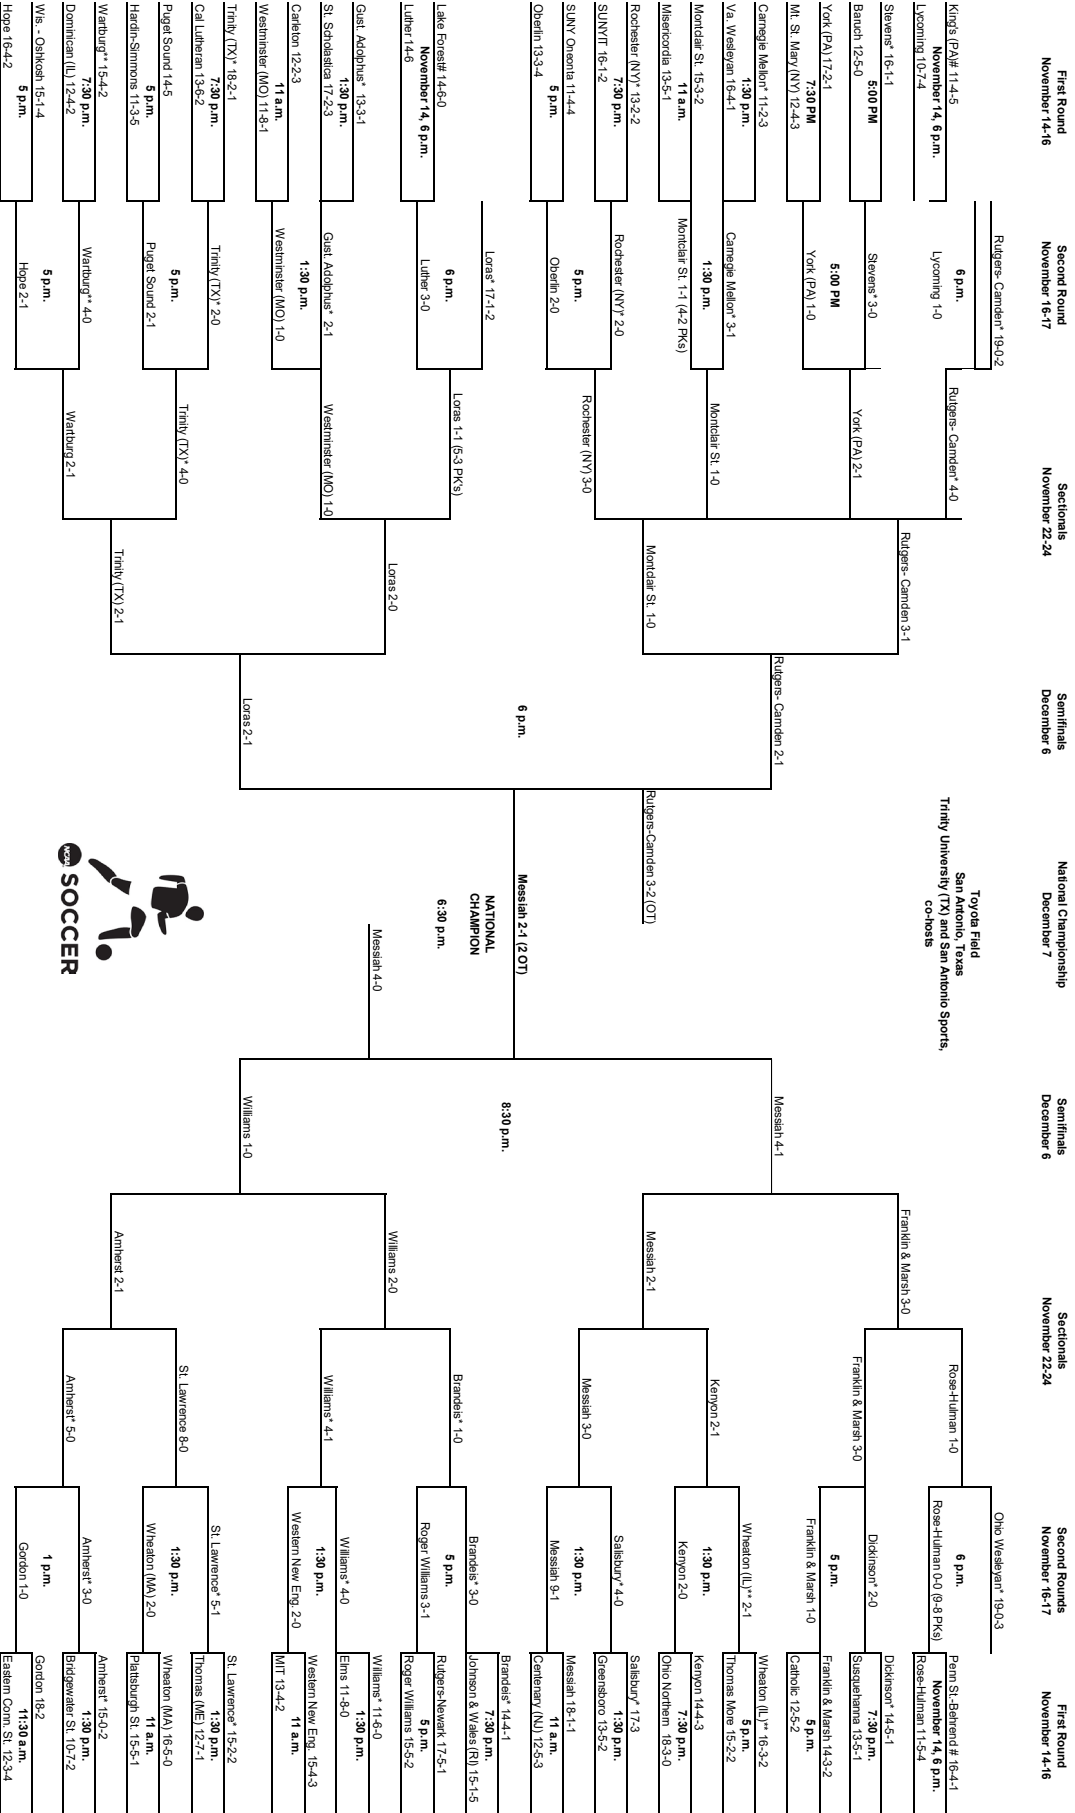 First Round
November 14-16
Second Round
November 16-17
Sectionals
November 22-24
Semifinals
December 6
National Championship
December 7
Semifinals
December 6
Sectionals
November 22-24
Second Rounds
November 16-17
First Round
November 14-16
Toyota Field
San Antonio, Texas
Trinity University (TX) and San Antonio Sports,
co-hosts
King's (PA)# 11-4-5
November 14, 6 p.m.
Lycoming 10-7-4
Stevens* 16-1-1
5:00 PM
Baruch 12-5-0
York (PA) 17-2-1
7:30 PM
Mt. St. Mary (NY) 12-4-3
Carnegie Mellon* 11-2-3
1:30 p.m.
Va. Wesleyan 16-4-1
Montclair St. 15-3-2
11 a.m.
Misericordia 13-5-1
Rochester (NY)* 13-2-2
7:30 p.m.
SUNYIT 16-1-2
SUNY Oneonta 11-4-4
5 p.m.
Oberlin 13-3-4
Lake Forest# 14-6-0
November 14, 6 p.m.
Luther 14-6
Gust. Adolphus* 13-3-1
1:30 p.m.
St. Scholastica 17-2-3
Carleton 12-2-3
11 a.m.
Westminster (MO) 11-8-1
Trinity (TX)* 18-2-1
7:30 p.m.
Cal Lutheran 13-6-2
Puget Sound 14-5
5 p.m.
Hardin-Simmons 11-3-5
Wartburg** 15-4-2
7:30 p.m.
Dominican (IL) 12-4-2
Wis. - Oshkosh 15-1-4
5 p.m.
Hope 16-4-2
Rutgers- Camden* 19-0-2
6 p.m.
Lycoming 1-0
Stevens* 3-0
5:00 PM
York (PA) 1-0
Carnegie Mellon* 3-1
1:30 p.m.
Montclair St. 1-1 (4-2 PKs)
Rochester (NY)* 2-0
5 p.m.
Oberlin 2-0
Loras* 17-1-2
6 p.m.
Luther 3-0
Gust. Adolphus* 2-1
1:30 p.m.
Westminster (MO) 1-0
Trinity (TX)* 2-0
5 p.m.
Puget Sound 2-1
Wartburg** 4-0
5 p.m.
Hope 2-1
Rutgers- Camden* 4-0
York (PA) 2-1
Montclair St. 1-0
Rochester (NY) 3-0
Loras 1-1 (5-3 PK's)
Westminster (MO) 1-0
Trinity (TX)* 4-0
Wartburg 2-1
Rutgers- Camden 3-1
Montclair St. 1-0
Loras 2-0
Trinity (TX) 2-1
Rutgers- Camden 2-1
6 p.m.
Loras 2-1
Rutgers-Camden 3-2 (OT)
Messiah 2-1 (2 OT)
NATIONAL
CHAMPION
6:30 p.m.
Messiah 4-0
NCAA
SOCCER
Messiah 4-1
8:30 p.m.
Williams 1-0
Franklin & Marsh 3-0
Messiah 2-1
Williams 2-0
Amherst 2-1
Rose-Hulman 1-0
Franklin & Marsh 3-0
Kenyon 2-1
Messiah 3-0
Brandeis* 1-0
Williams* 4-1
St. Lawrence 8-0
Amherst* 5-0
Ohio Wesleyan* 19-0-3
6 p.m.
Rose-Hulman 0-0 (9-8 PKs)
Dickinson* 2-0
5 p.m.
Franklin & Marsh 1-0
Wheaton (IL)** 2-1
1:30 p.m.
Kenyon 2-0
Salisbury* 4-0
1:30 p.m.
Messiah 9-1
Brandeis* 3-0
5 p.m.
Roger Williams 3-1
Williams* 4-0
1:30 p.m.
Western New Eng. 2-0
St. Lawrence* 5-1
1:30 p.m.
Wheaton (MA) 2-0
Amherst* 3-0
1 p.m.
Gordon 1-0
Penn St.-Behrend # 16-4-1
November 14, 6 p.m.
Rose-Hulman 11-5-4
Dickinson* 14-5-1
7:30 p.m.
Susquehanna 13-5-1
Franklin & Marsh 14-3-2
5 p.m.
Catholic 12-5-2
Wheaton (IL)** 16-3-2
5 p.m.
Thomas More 15-2-2
Kenyon 14-4-3
7:30 p.m.
Ohio Northern 18-3-0
Salisbury* 17-3
1:30 p.m.
Greensboro 13-5-2
Messiah 18-1-1
11 a.m.
Centenary (NJ) 12-5-3
Brandeis* 14-4-1
7:30 p.m.
Johnson & Wales (RI) 15-1-5
Rutgers-Newark 17-5-1
5 p.m.
Roger Williams 15-5-2
Williams* 11-6-0
1:30 p.m.
Elms 11-8-0
Western New Eng. 15-4-3
11 a.m.
MIT 13-4-2
St. Lawrence* 15-2-2
1:30 p.m.
Thomas (ME) 12-7-1
Wheaton (MA) 16-5-0
11 a.m.
Plattsburgh St. 15-5-1
Amherst* 15-0-2
1:30 p.m.
Bridgewater St. 10-7-2
Gordon 18-2
11:30 a.m.
Eastern Conn. St. 12-3-4